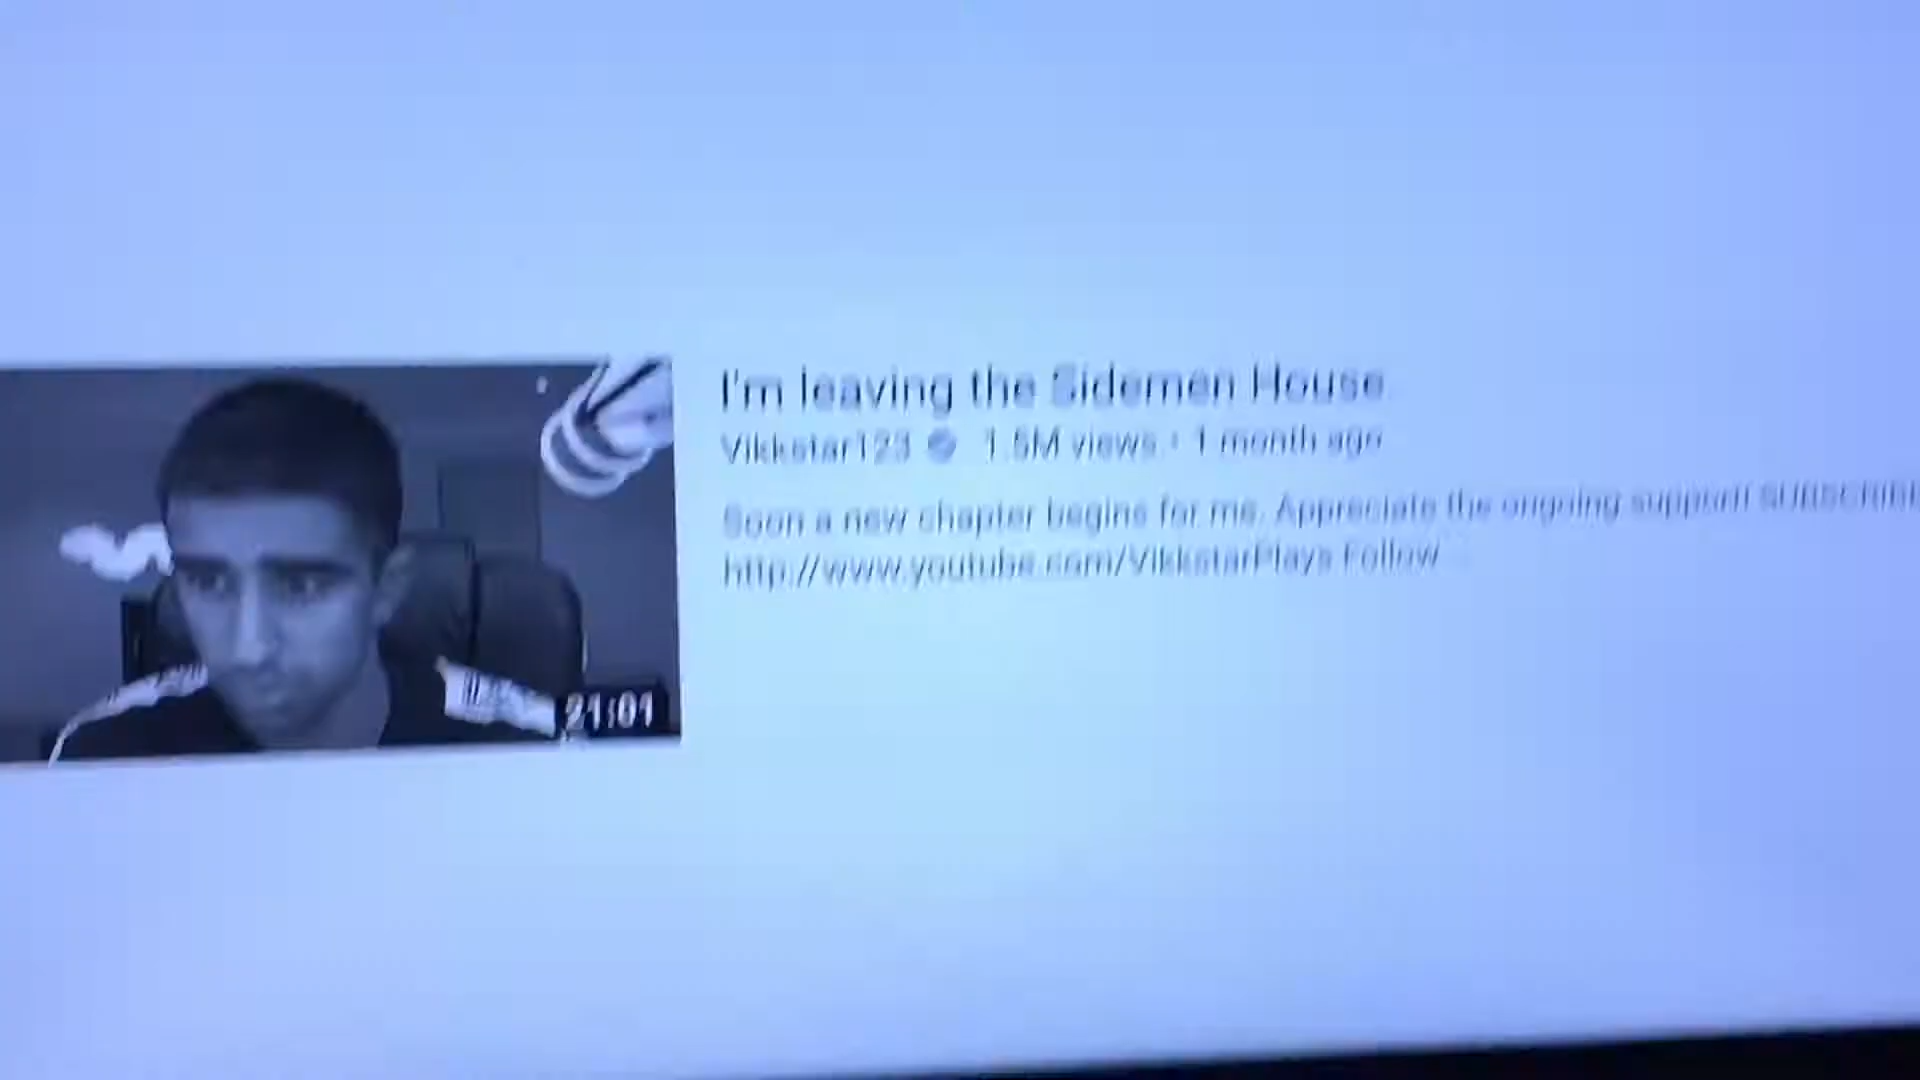 I'm leaving the Sidemen House
Vikkstar123 1.5M views · 1 month ago
Soon a new chapter begins for me. Appreciate the ongoing support! SUBSCRIBE
http://www.youtube.com/VikkstarPlays Follow ...
21:01